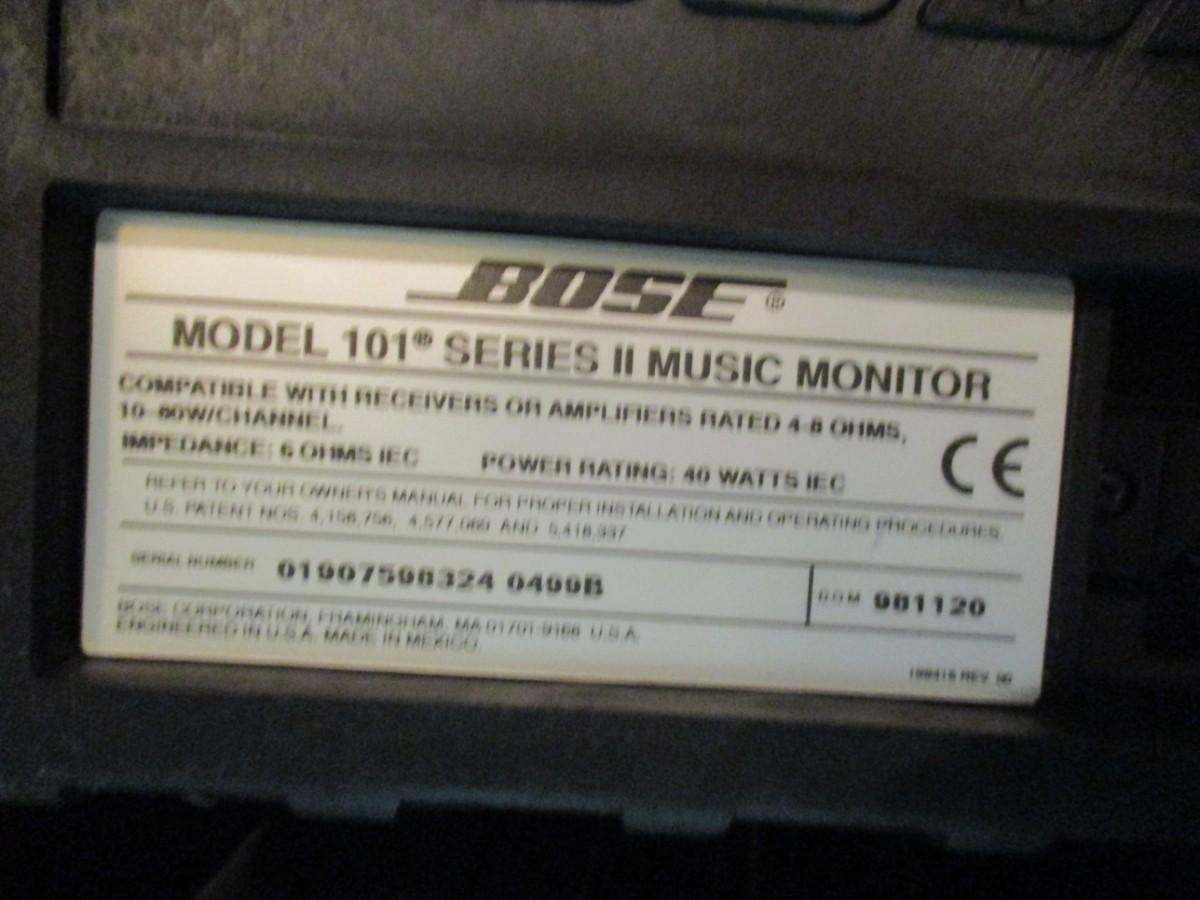 BOSE®
MODEL 101® SERIES II MUSIC MONITOR
COMPATIBLE WITH RECEIVERS OR AMPLIFIERS RATED 4-8 OHMS,
10-80W/CHANNEL.
IMPEDANCE: 6 OHMS IEC POWER RATING: 40 WATTS IEC
CE
REFER TO YOUR OWNER'S MANUAL FOR PROPER INSTALLATION AND OPERATING PROCEDURES.
U.S. PATENT NOS. 4,156,756, 4,577,069 AND 5,418,337
SERIAL NUMBER 01907598324 0499B
D.O.M. 981120
BOSE CORPORATION, FRAMINGHAM, MA 01701-9168 U.S.A.
ENGINEERED IN U.S.A. MADE IN MEXICO.
REV.